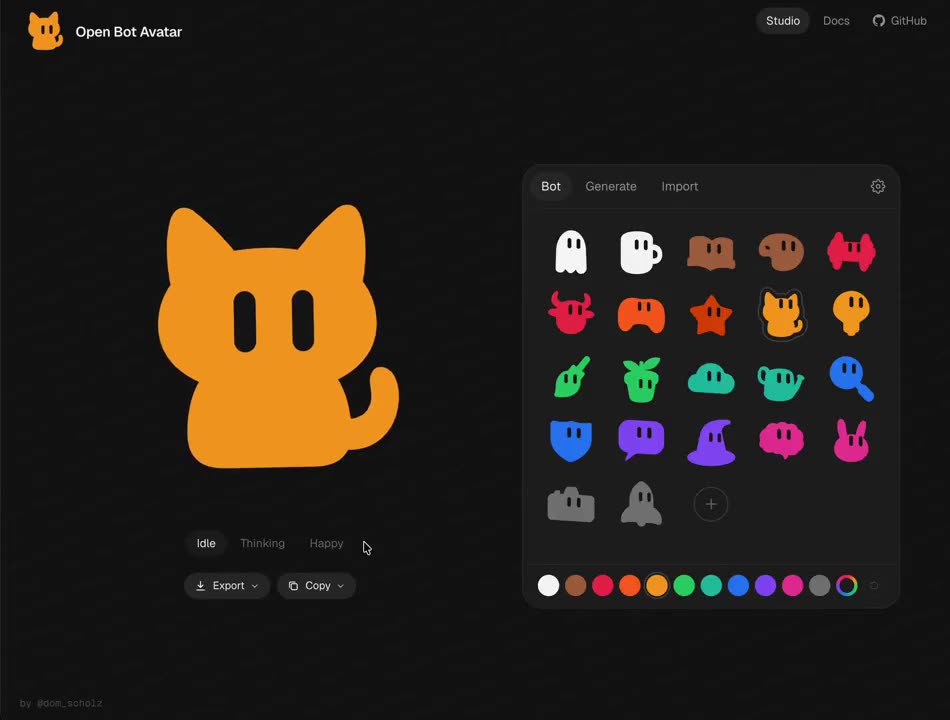 Open Bot Avatar
Studio
Docs
GitHub
Bot
Generate
Import
Idle
Thinking
Happy
Export
Copy
by @dom_scholz